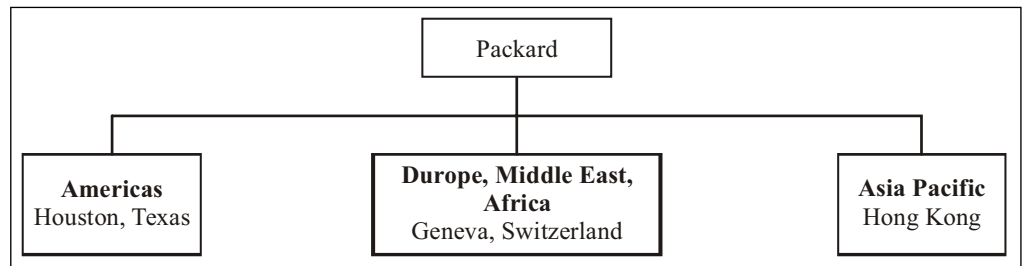 Packard
Americas
Houston, Texas
Durope, Middle East,
Africa
Geneva, Switzerland
Asia Pacific
Hong Kong